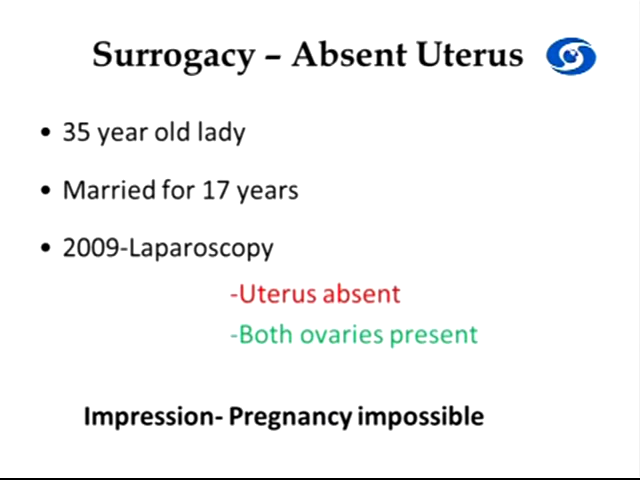 Surrogacy – Absent Uterus
• 35 year old lady
• Married for 17 years
• 2009-Laparoscopy
-Uterus absent
-Both ovaries present
Impression- Pregnancy impossible